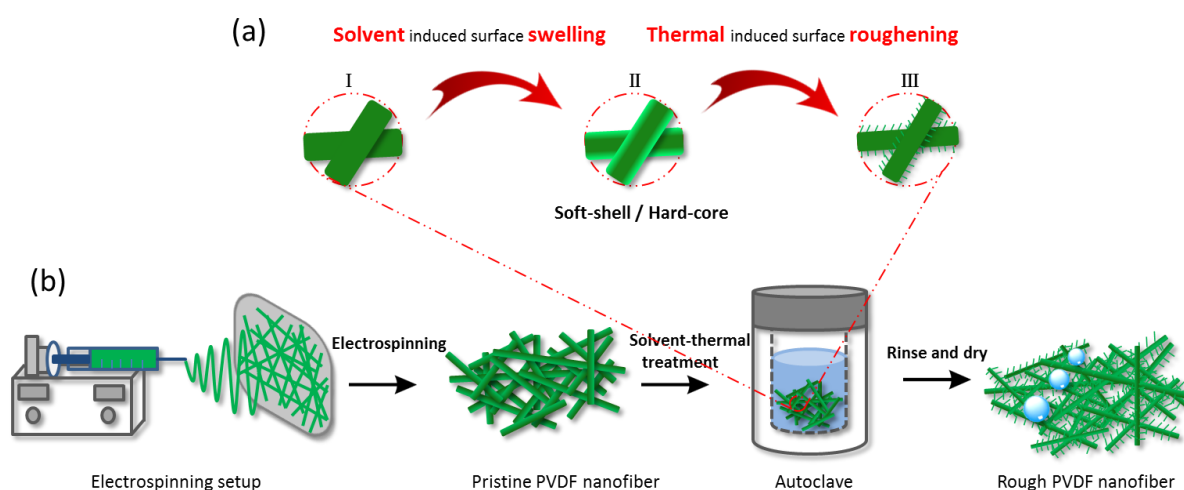 (a)
Solvent induced surface swelling
Thermal induced surface roughening
I
II
III
Soft-shell / Hard-core
(b)
Electrospinning
Solvent-thermal
treatment
Rinse and dry
Electrospinning setup
Pristine PVDF nanofiber
Autoclave
Rough PVDF nanofiber